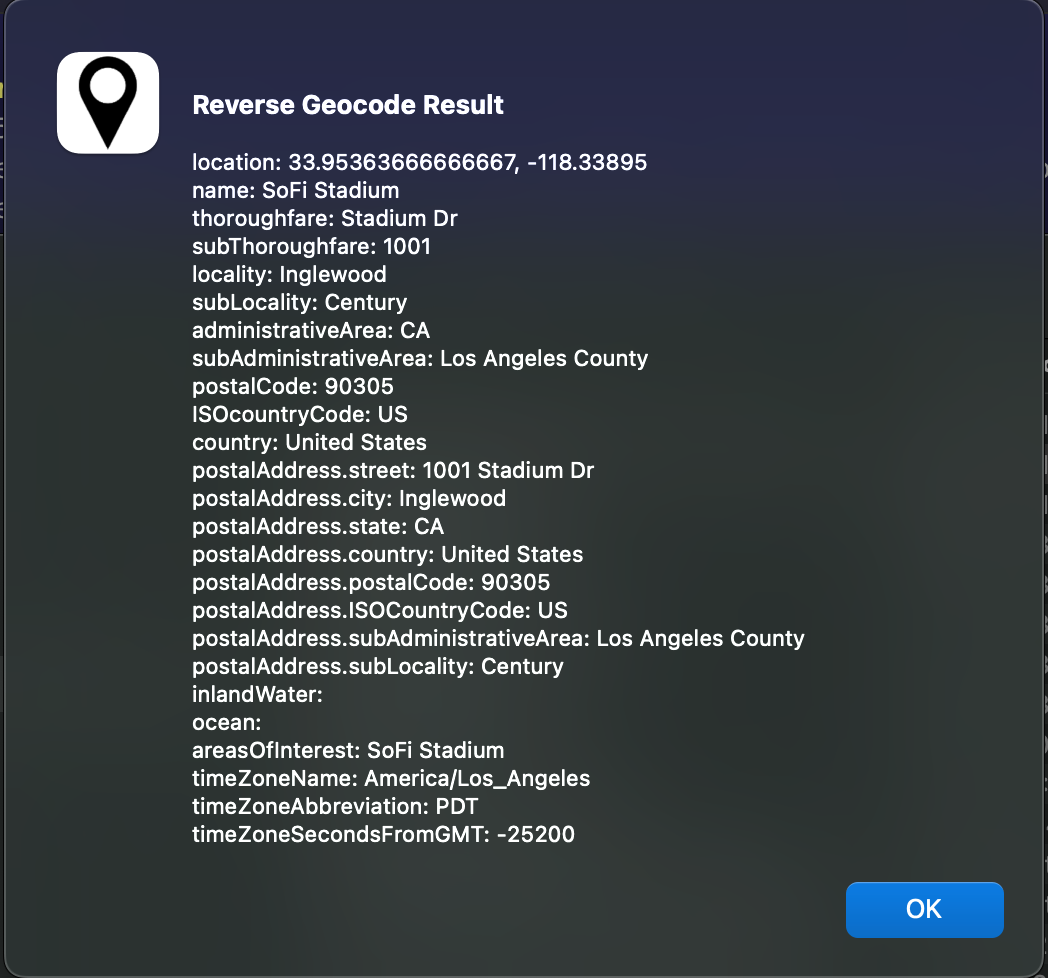 Reverse Geocode Result
location: 33.95363666666667, -118.33895
name: SoFi Stadium
thoroughfare: Stadium Dr
subThoroughfare: 1001
locality: Inglewood
subLocality: Century
administrativeArea: CA
subAdministrativeArea: Los Angeles County
postalCode: 90305
ISOcountryCode: US
country: United States
postalAddress.street: 1001 Stadium Dr
postalAddress.city: Inglewood
postalAddress.state: CA
postalAddress.country: United States
postalAddress.postalCode: 90305
postalAddress.ISOCountryCode: US
postalAddress.subAdministrativeArea: Los Angeles County
postalAddress.subLocality: Century
inlandWater:
ocean:
areasOfInterest: SoFi Stadium
timeZoneName: America/Los_Angeles
timeZoneAbbreviation: PDT
timeZoneSecondsFromGMT: -25200
OK